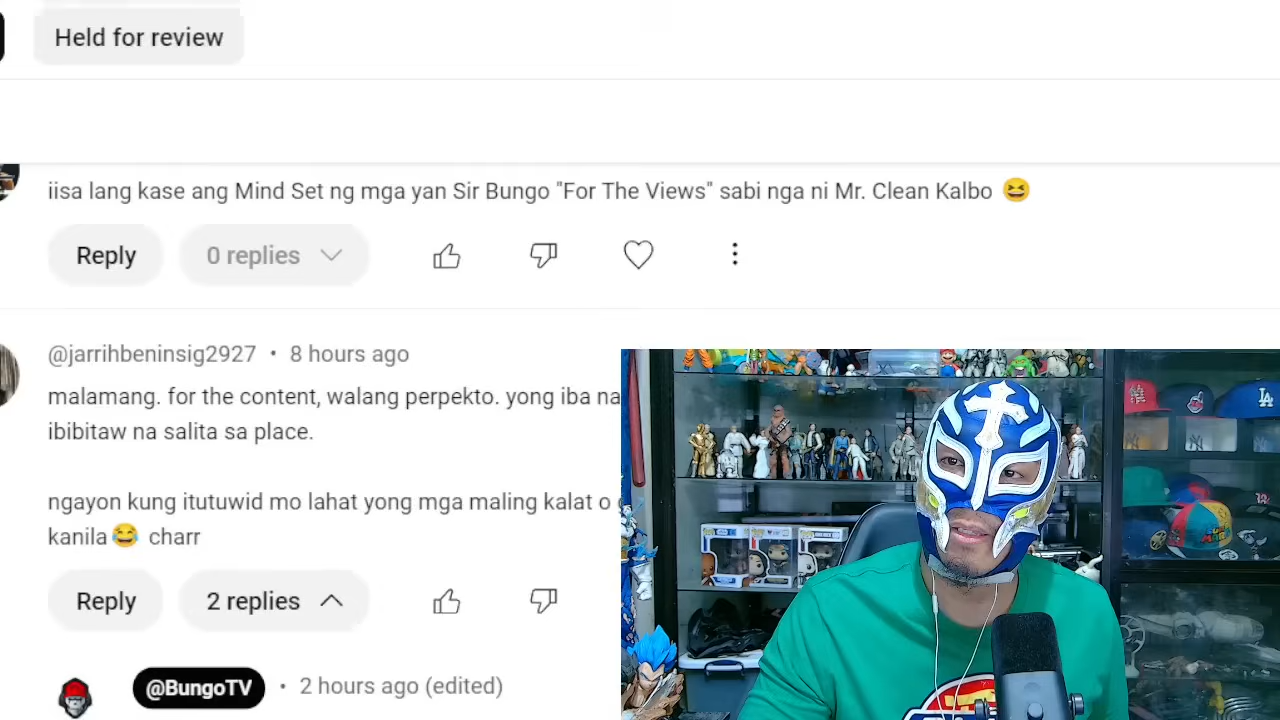 Held for review
iisa lang kase ang Mind Set ng mga yan Sir Bungo "For The Views" sabi nga ni Mr. Clean Kalbo 😆
Reply
0 replies
@jarrihbeninsig2927 • 8 hours ago
malamang. for the content, walang perpekto. yong iba na
ibibitaw na salita sa place.
ngayon kung itutuwid mo lahat yong mga maling kalat o
kanila😂 charr
Reply
2 replies
@BungoTV • 2 hours ago (edited)
LA